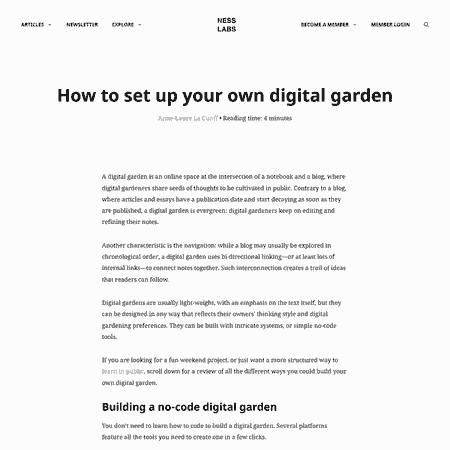 ARTICLES NEWSLETTER EXPLORE NESS LABS BECOME A MEMBER MEMBER LOGIN
How to set up your own digital garden
Anne-Laure Le Cunff • Reading time: 4 minutes
A digital garden is an online space at the intersection of a notebook and a blog, where
digital gardeners share seeds of thoughts to be cultivated in public. Contrary to a blog,
where articles and essays have a publication date and start decaying as soon as they
are published, a digital garden is evergreen: digital gardeners keep on editing and
refining their notes.
Another characteristic is the navigation: while a blog may usually be explored in
chronological order, a digital garden uses bi-directional linking—or at least lots of
internal links—to connect notes together. Such interconnection creates a trail of ideas
that readers can follow.
Digital gardens are usually light-weight, with an emphasis on the text itself, but they
can be designed in any way that reflects their owners' thinking style and digital
gardening preferences. They can be built with intricate systems, or simple no-code
tools.
If you are looking for a fun weekend project, or just want a more structured way to
learn in public, scroll down for a review of all the different ways you could build your
own digital garden.
Building a no-code digital garden
You don't need to learn how to code to build a digital garden. Several platforms
feature all the tools you need to create one in a few clicks.